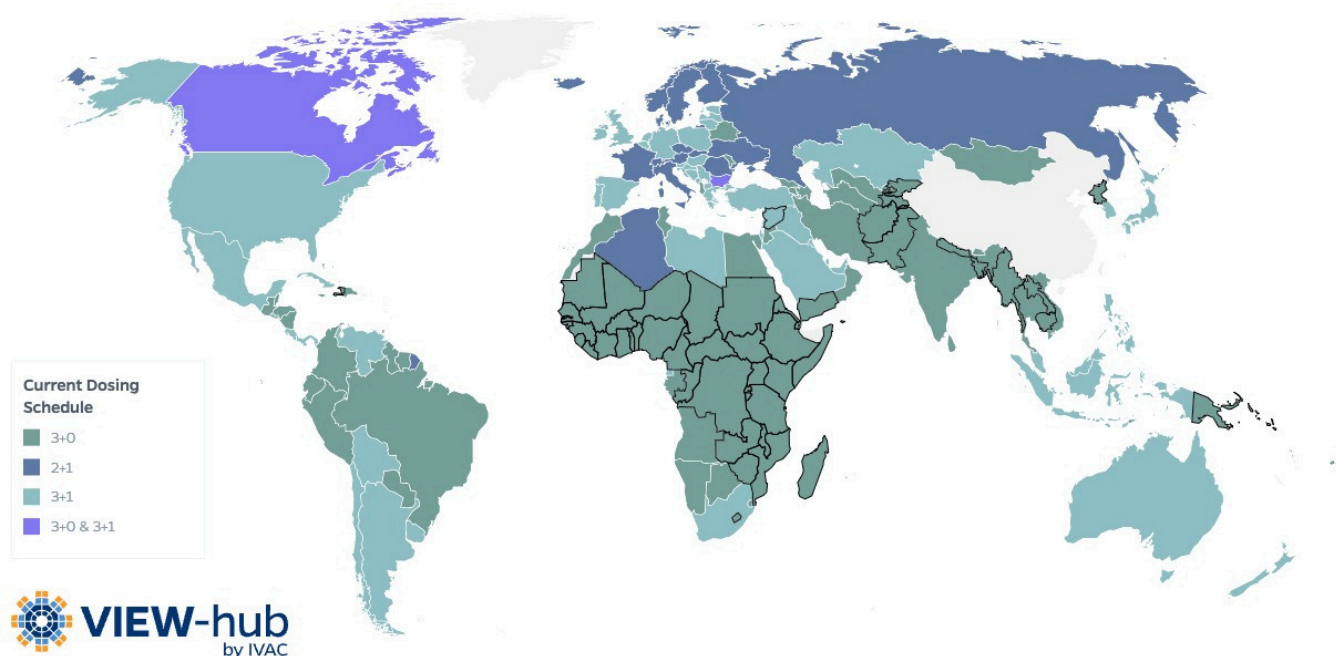 Current Dosing
Schedule
3+0
2+1
3+1
3+0 & 3+1
VIEW-hub
by IVAC